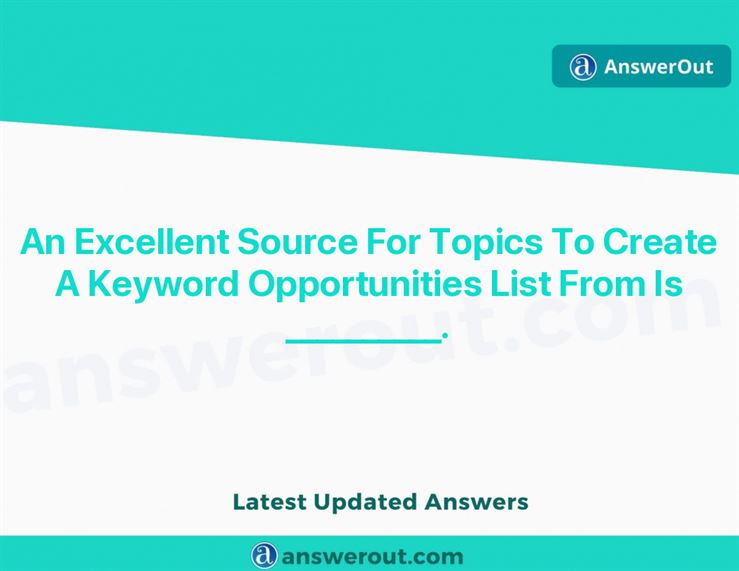 AnswerOut
An Excellent Source For Topics To Create
A Keyword Opportunities List From Is
__________.
answerout.com
Latest Updated Answers
answerout.com